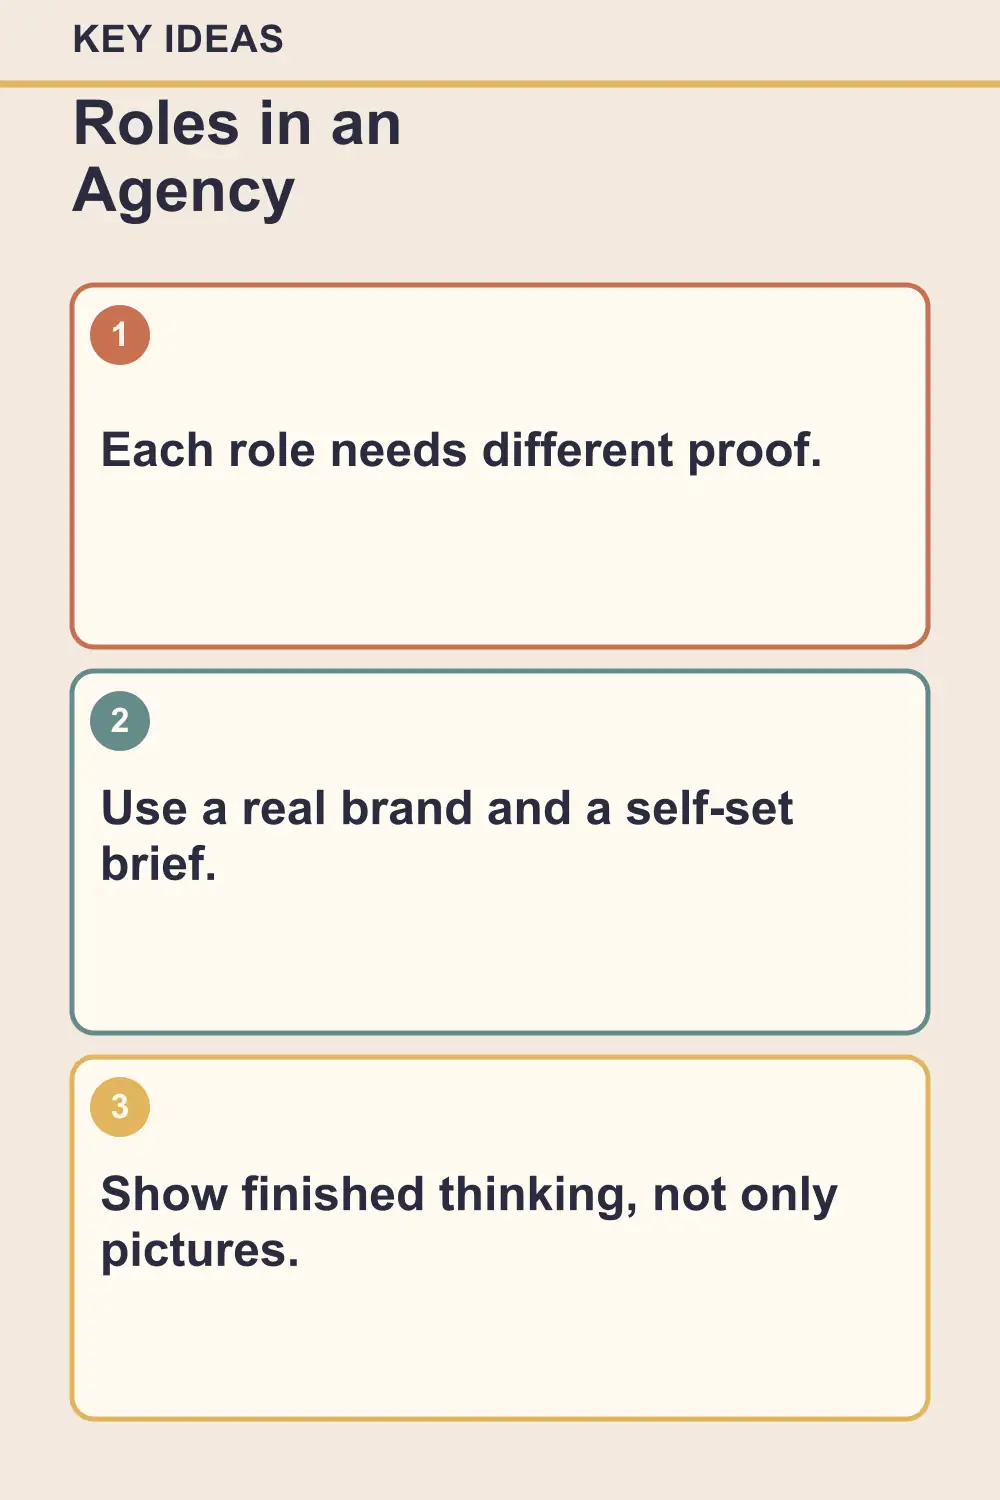 KEY IDEAS
Roles in an
Agency
1
Each role needs different proof.
2
Use a real brand and a self-set
brief.
3
Show finished thinking, not only
pictures.